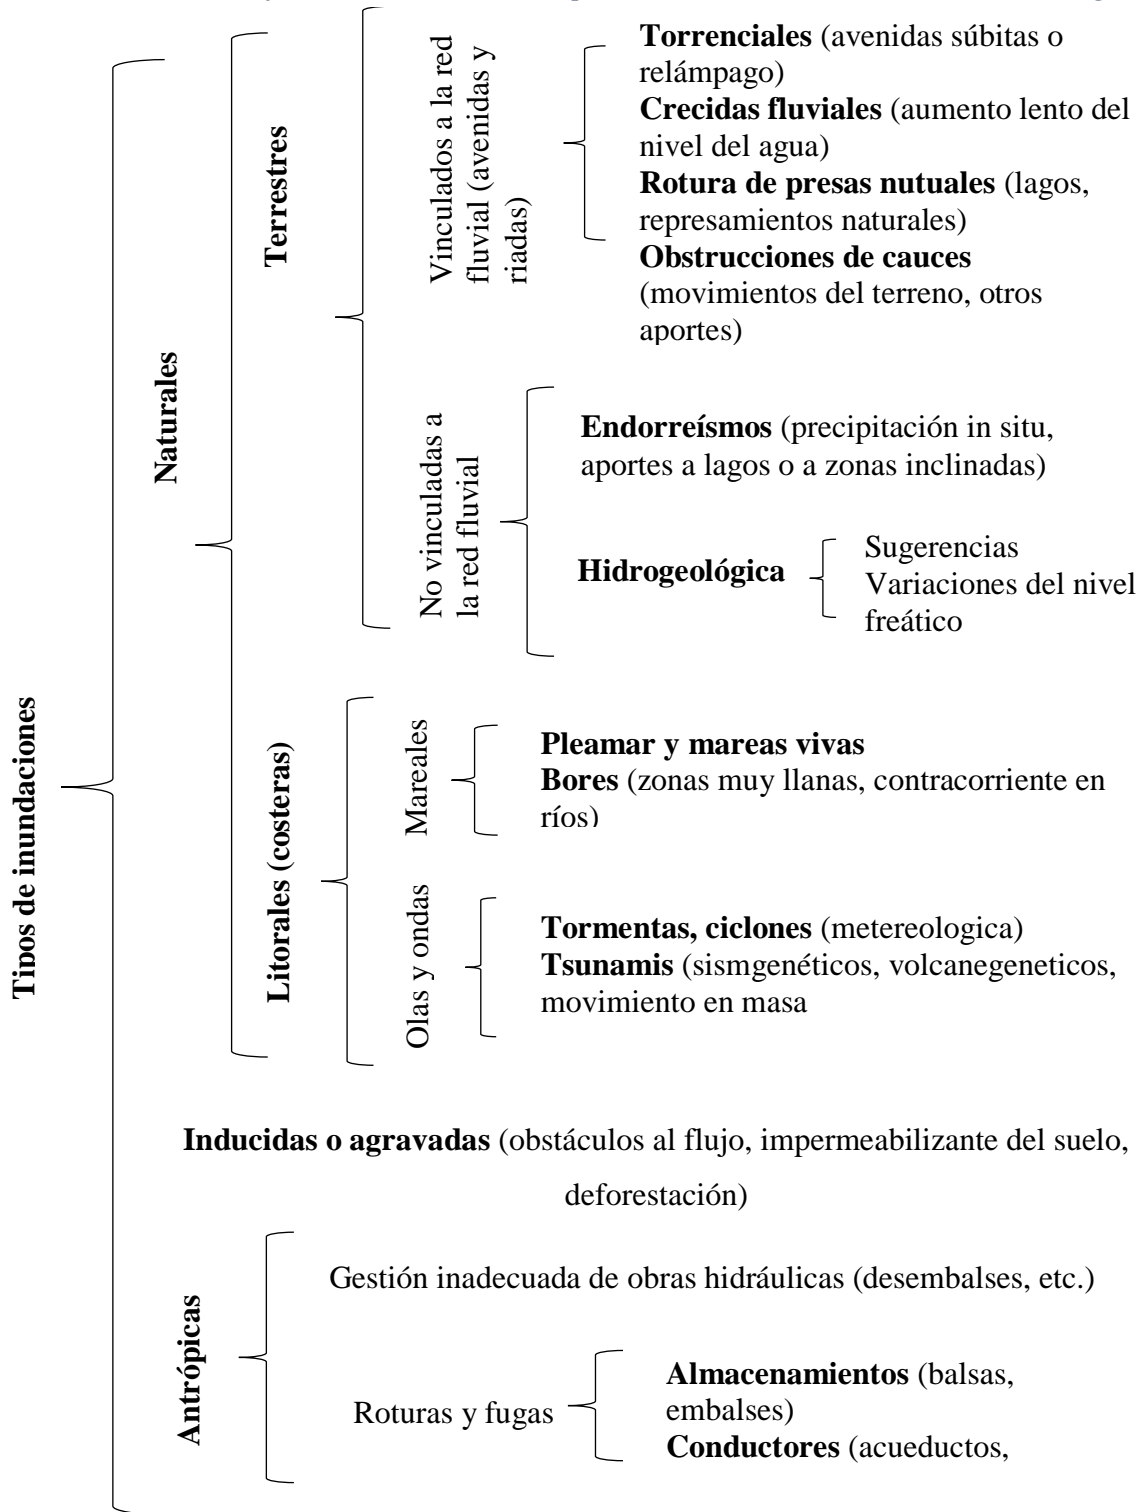 Tipos de inundaciones
Naturales
Terrestres
Vinculados a la red
fluvial (avenidas y
riadas)
Torrenciales (avenidas súbitas o
relámpago)
Crecidas fluviales (aumento lento del
nivel del agua)
Rotura de presas nutuales (lagos,
represamientos naturales)
Obstrucciones de cauces
(movimientos del terreno, otros
aportes)
No vinculadas a
la red fluvial
Endorreísmos (precipitación in situ,
aportes a lagos o a zonas inclinadas)
Hidrogeológica
Sugerencias
Variaciones del nivel
freático
Litorales (costeras)
Mareales
Pleamar y mareas vivas
Bores (zonas muy llanas, contracorriente en
ríos)
Olas y ondas
Tormentas, ciclones (metereologica)
Tsunamis (sismgenéticos, volcanegeneticos,
movimiento en masa
Inducidas o agravadas (obstáculos al flujo, impermeabilizante del suelo,
deforestación)
Antrópicas
Gestión inadecuada de obras hidráulicas (desembalses, etc.)
Roturas y fugas
Almacenamientos (balsas,
embalses)
Conductores (acueductos,